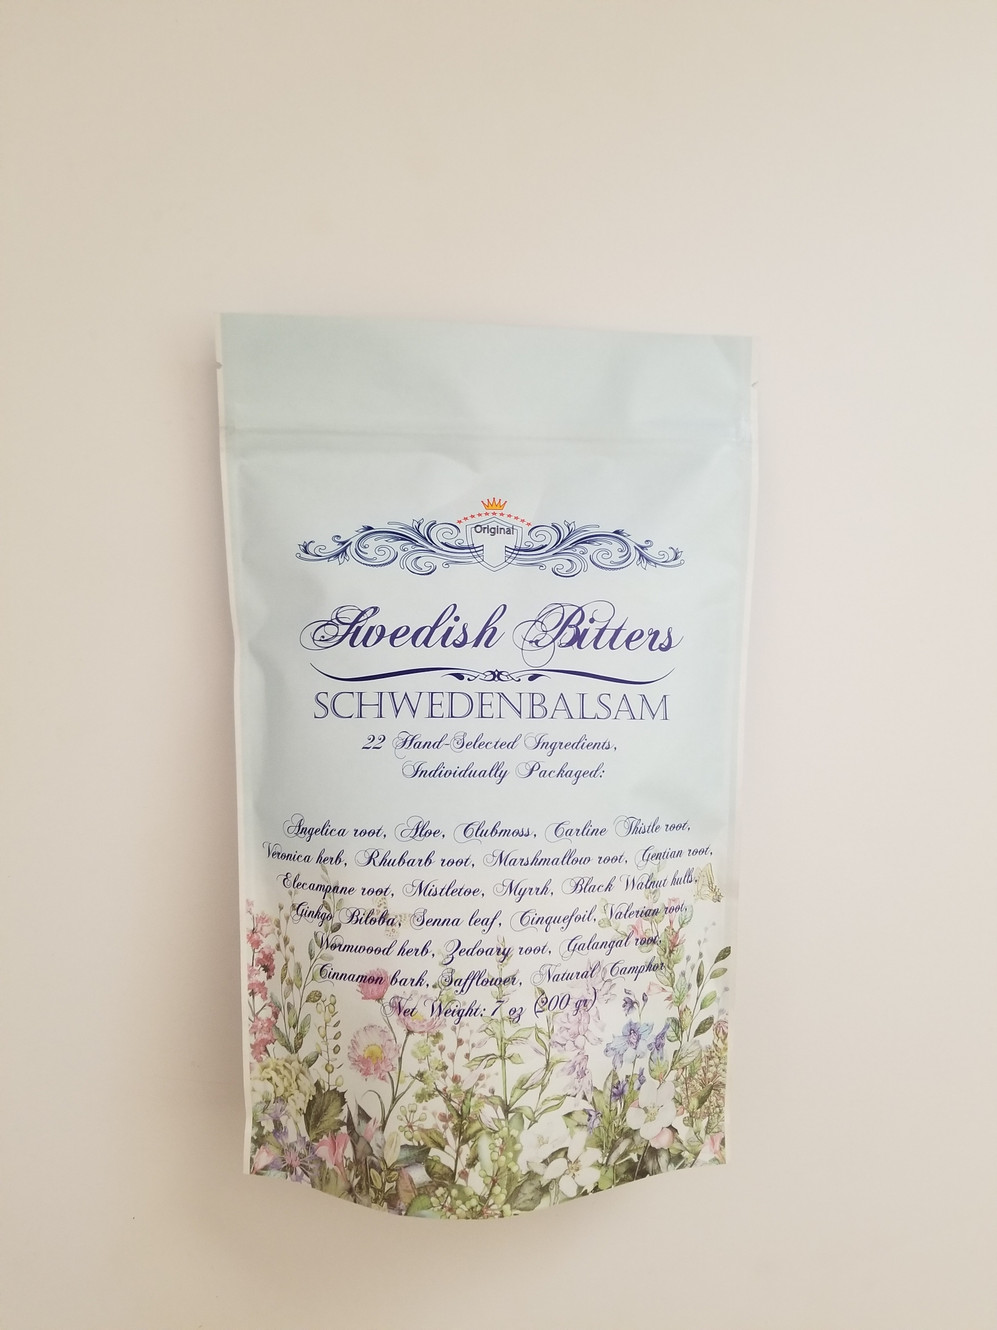 Original
Swedish Bitters
SCHWEDENBALSAM
22 Hand-Selected Ingredients,
Individually Packaged:
Angelica root, Aloe, Clubmoss, Carline Thistle root,
Veronica herb, Rhubarb root, Marshmallow root, Gentian root,
Elecampane root, Mistletoe, Myrrh, Black Walnut hulls,
Ginkgo Biloba, Senna leaf, Cinquefoil, Valerian root,
Wormwood herb, Zedoary root, Galangal root,
Cinnamon bark, Safflower, Natural Camphor
Net Weight: 7 oz (200 gr)